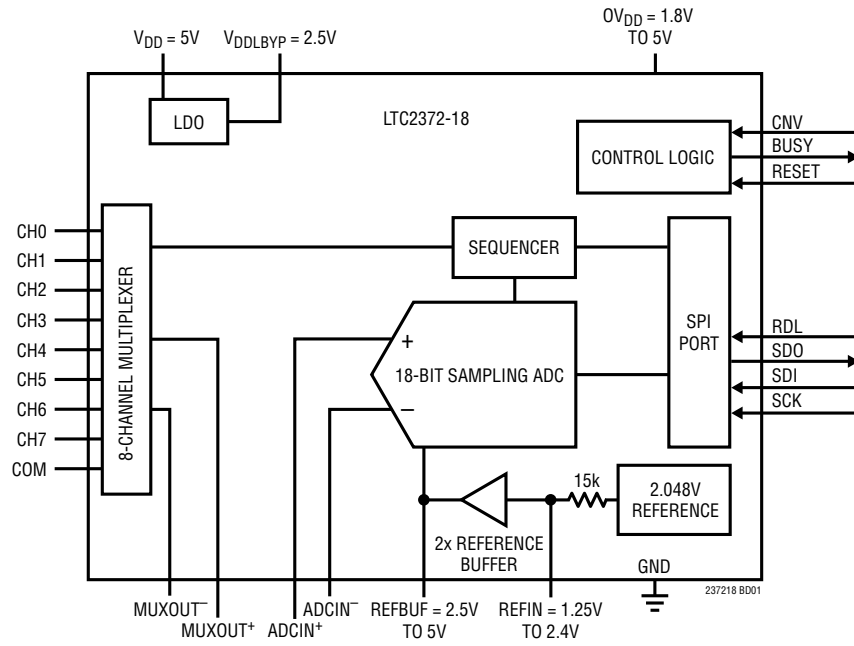 OVDD = 1.8V
TO 5V
VDD = 5V
VDDLBYP = 2.5V
LDO
LTC2372-18
CONTROL LOGIC
CNV
BUSY
RESET
CH0
CH1
CH2
CH3
CH4
CH5
CH6
CH7
COM
8-CHANNEL MULTIPLEXER
SEQUENCER
SPI
PORT
RDL
SDO
SDI
SCK
+
18-BIT SAMPLING ADC
–
15k
2.048V
REFERENCE
2x REFERENCE
BUFFER
GND
237218 BD01
MUXOUT–
MUXOUT+
ADCIN+
ADCIN–
REFBUF = 2.5V
TO 5V
REFIN = 1.25V
TO 2.4V